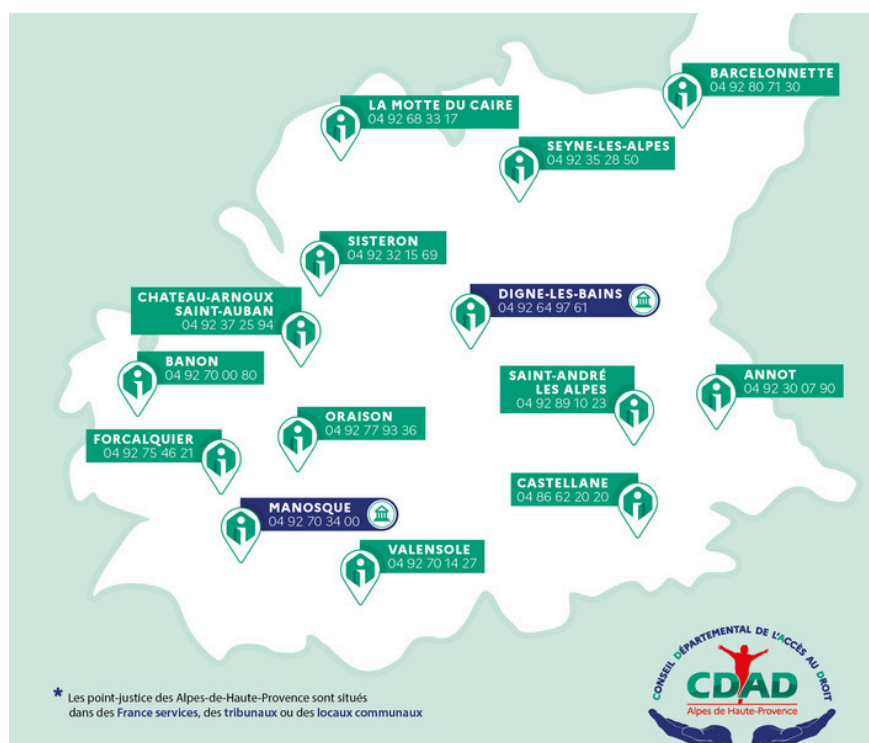 BARCELONNETTE
04 92 80 71 30
LA MOTTE DU CAIRE
04 92 68 33 17
SEYNE-LES-ALPES
04 92 35 28 50
SISTERON
04 92 32 15 69
DIGNE-LES-BAINS
04 92 64 97 61
CHATEAU-ARNOUX
SAINT-AUBAN
04 92 37 25 94
BANON
04 92 70 00 80
SAINT-ANDRÉ
LES ALPES
04 92 89 10 23
ANNOT
04 92 30 07 90
ORAISON
04 92 77 93 36
FORCALQUIER
04 92 75 46 21
CASTELLANE
04 86 62 20 20
MANOSQUE
04 92 70 34 00
VALENSOLE
04 92 70 14 27
* Les point-justice des Alpes-de-Haute-Provence sont situés
dans des France services, des tribunaux ou des locaux communaux
CONSEIL DÉPARTEMENTAL DE L'ACCÈS AU DROIT
CDAD
Alpes de Haute-Provence